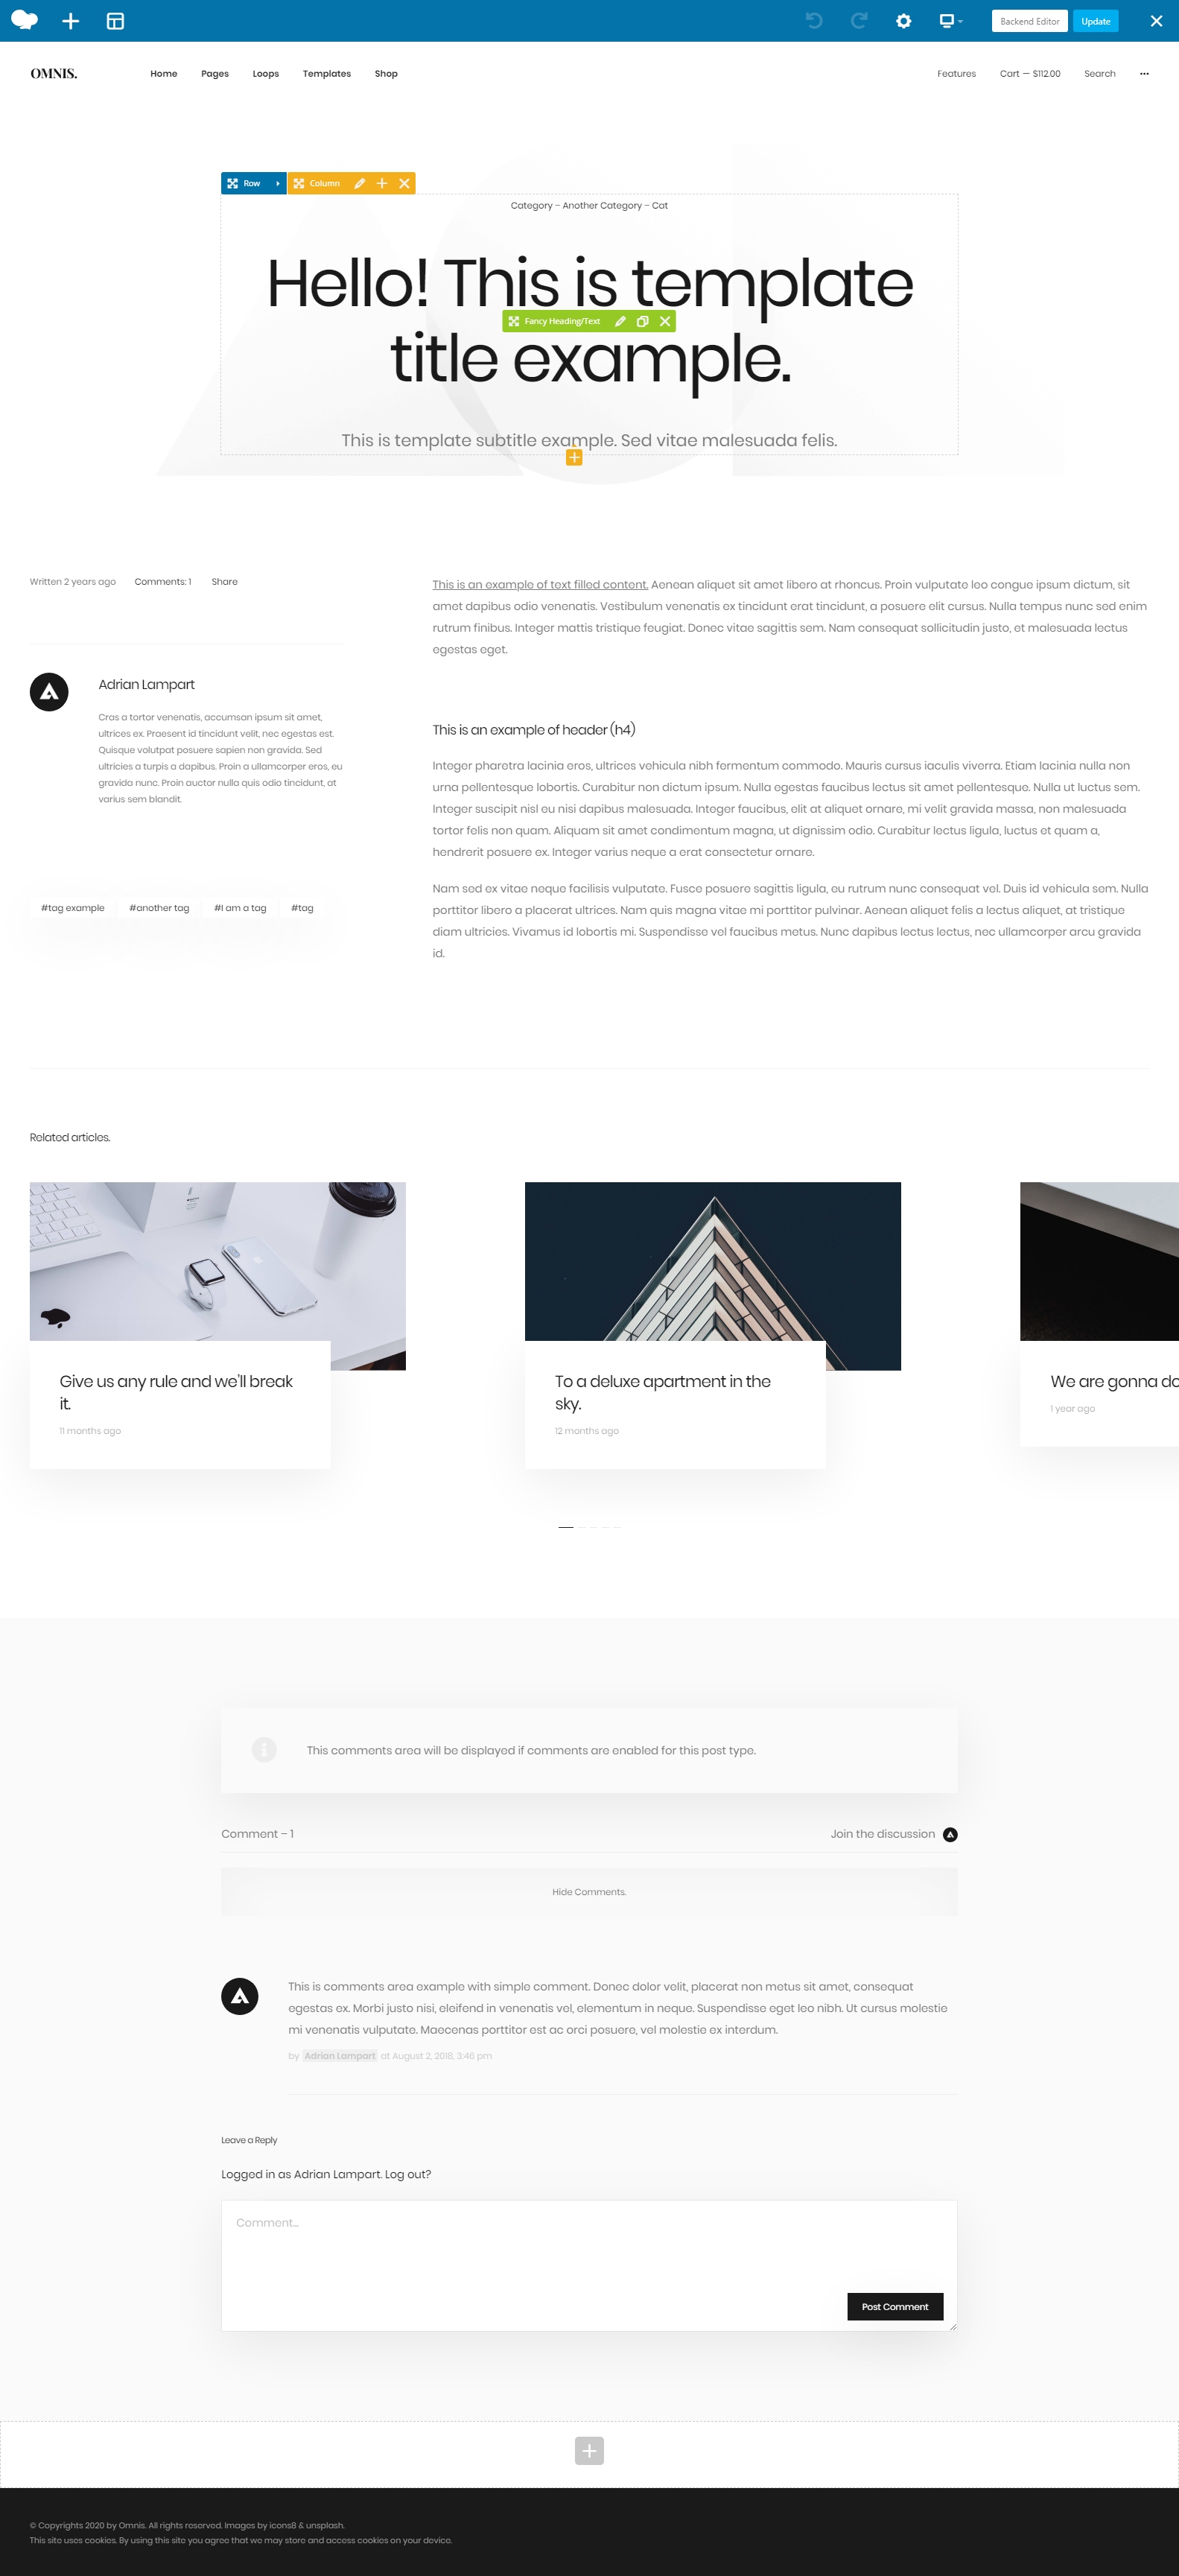 Backend Editor
Update
OMNIS.
Home
Pages
Loops
Templates
Shop
Features
Cart — $112.00
Search
Row
Column
Category – Another Category – Cat
Hello! This is template
Fancy Heading/Text
title example.
This is template subtitle example. Sed vitae malesuada felis.
Written 2 years ago
Comments: 1
Share
Adrian Lampart
Cras a tortor venenatis, accumsan ipsum sit amet,
ultrices ex. Praesent id tincidunt velit, nec egestas est.
Quisque volutpat posuere sapien non gravida. Sed
ultricies a turpis a dapibus. Proin a ullamcorper eros, eu
gravida nunc. Proin auctor nulla quis odio tincidunt, at
varius sem blandit.
#tag example
#another tag
#I am a tag
#tag
This is an example of text filled content. Aenean aliquet sit amet libero at rhoncus. Proin vulputate leo congue ipsum dictum, sit
amet dapibus odio venenatis. Vestibulum venenatis ex tincidunt erat tincidunt, a posuere elit cursus. Nulla tempus nunc sed enim
rutrum finibus. Integer mattis tristique feugiat. Donec vitae sagittis sem. Nam consequat sollicitudin justo, et malesuada lectus
egestas eget.
This is an example of header (h4)
Integer pharetra lacinia eros, ultrices vehicula nibh fermentum commodo. Mauris cursus iaculis viverra. Etiam lacinia nulla non
urna pellentesque lobortis. Curabitur non dictum ipsum. Nulla egestas faucibus lectus sit amet pellentesque. Nulla ut luctus sem.
Integer suscipit nisl eu nisi dapibus malesuada. Integer faucibus, elit at aliquet ornare, mi velit gravida massa, non malesuada
tortor felis non quam. Aliquam sit amet condimentum magna, ut dignissim odio. Curabitur lectus ligula, luctus et quam a,
hendrerit posuere ex. Integer varius neque a erat consectetur ornare.
Nam sed ex vitae neque facilisis vulputate. Fusce posuere sagittis ligula, eu rutrum nunc consequat vel. Duis id vehicula sem. Nulla
porttitor libero a placerat ultrices. Nam quis magna vitae mi porttitor pulvinar. Aenean aliquet felis a lectus aliquet, at tristique
diam ultricies. Vivamus id lobortis mi. Suspendisse vel faucibus metus. Nunc dapibus lectus lectus, nec ullamcorper arcu gravida
id.
Related articles.
Give us any rule and we'll break
it.
11 months ago
To a deluxe apartment in the
sky.
12 months ago
We are gonna do
1 year ago
This comments area will be displayed if comments are enabled for this post type.
Comment – 1
Join the discussion
Hide Comments.
This is comments area example with simple comment. Donec dolor velit, placerat non metus sit amet, consequat
egestas ex. Morbi justo nisi, eleifend in venenatis vel, elementum in neque. Suspendisse eget leo nibh. Ut cursus molestie
mi venenatis vulputate. Maecenas porttitor est ac orci posuere, vel molestie ex interdum.
by Adrian Lampart at August 2, 2018, 3:46 pm
Leave a Reply
Logged in as Adrian Lampart. Log out?
Comment...
Post Comment
© Copyrights 2020 by Omnis. All rights reserved. Images by icons8 & unsplash.
This site uses cookies. By using this site you agree that we may store and access cookies on your device.